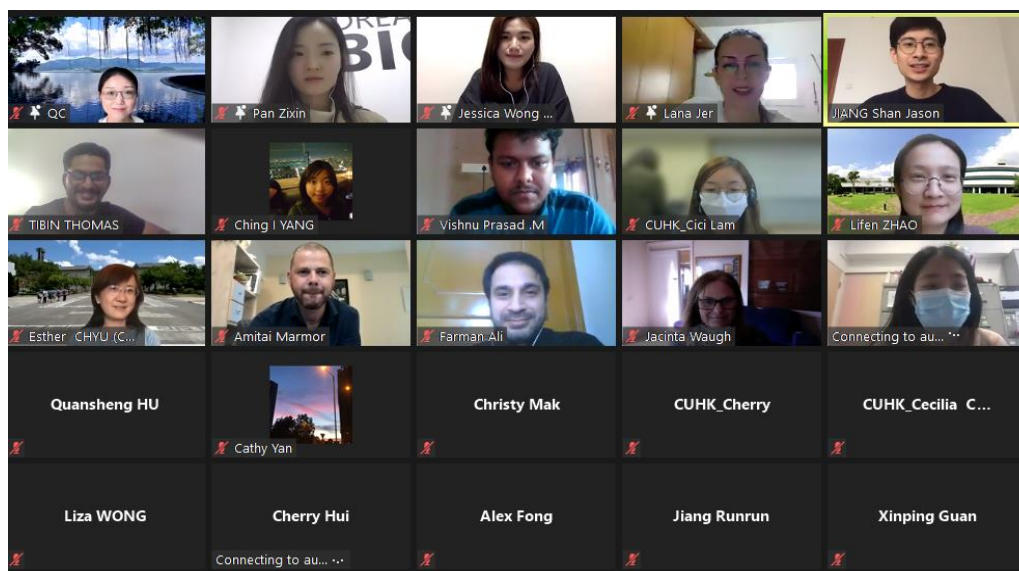 QC
Pan Zixin
Jessica Wong ...
Lana Jer
JIANG Shan Jason
TIBIN THOMAS
Ching I YANG
Vishnu Prasad .M
CUHK_Cici Lam
Lifen ZHAO
Esther CHYU (C...
Amitai Marmor
Farman Ali
Jacinta Waugh
Connecting to au...
Quansheng HU
Cathy Yan
Christy Mak
CUHK_Cherry
CUHK_Cecilia C...
Liza WONG
Cherry Hui
Connecting to au...
Alex Fong
Jiang Runrun
Xinping Guan